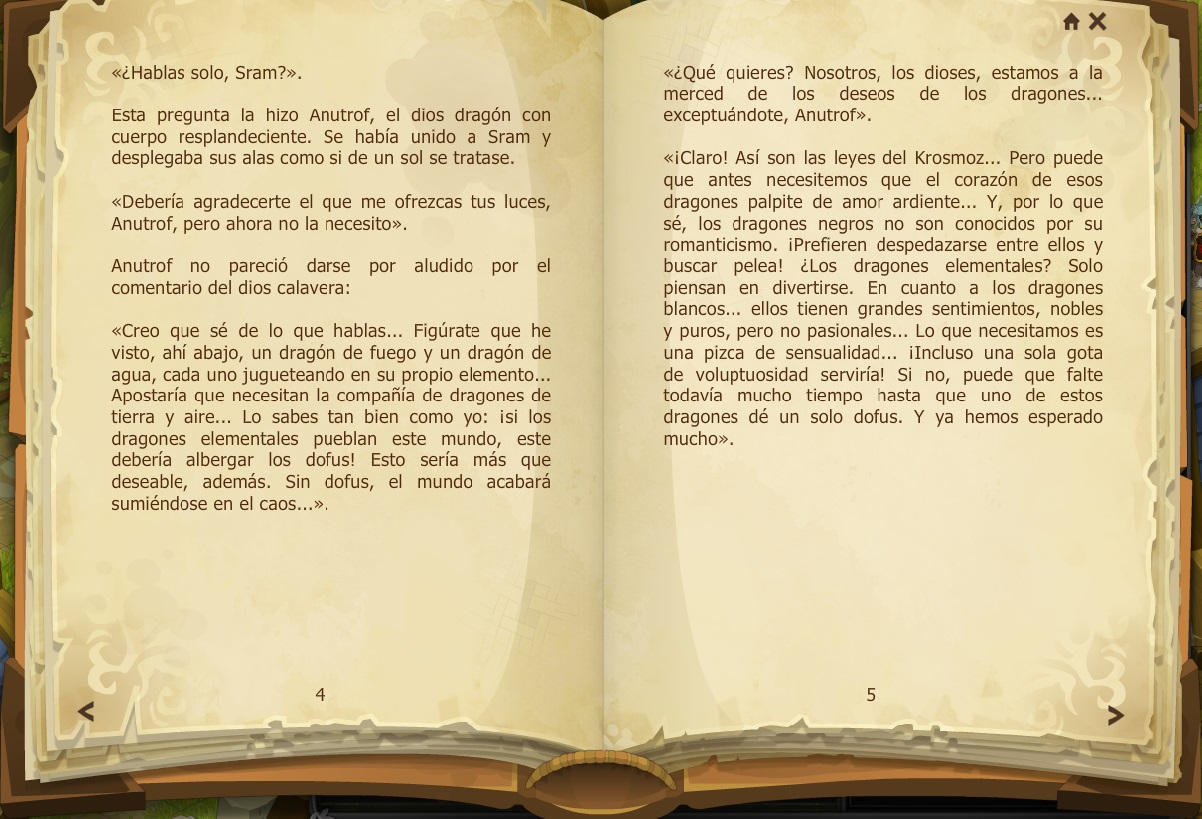 «¿Hablas solo, Sram?».
Esta pregunta la hizo Anutrof, el dios dragón con
cuerpo resplandeciente. Se había unido a Sram y
desplegaba sus alas como si de un sol se tratase.
«Debería agradecerte el que me ofrezcas tus luces,
Anutrof, pero ahora no la necesito».
Anutrof no pareció darse por aludido por el
comentario del dios calavera:
«Creo que sé de lo que hablas... Figúrate que he
visto, ahí abajo, un dragón de fuego y un dragón de
agua, cada uno jugueteando en su propio elemento...
Apostaría que necesitan la compañía de dragones de
tierra y aire... Lo sabes tan bien como yo: ¡si los
dragones elementales pueblan este mundo, este
debería albergar los dofus! Esto sería más que
deseable, además. Sin dofus, el mundo acabará
sumiéndose en el caos...».
4
«¿Qué quieres? Nosotros, los dioses, estamos a la
merced de los deseos de los dragones...
exceptuándote, Anutrof».
«¡Claro! Así son las leyes del Krosmoz... Pero puede
que antes necesitemos que el corazón de esos
dragones palpite de amor ardiente... Y, por lo que
sé, los dragones negros no son conocidos por su
romanticismo. ¡Prefieren despedazarse entre ellos y
buscar pelea! ¿Los dragones elementales? Solo
piensan en divertirse. En cuanto a los dragones
blancos... ellos tienen grandes sentimientos, nobles
y puros, pero no pasionales... Lo que necesitamos es
una pizca de sensualidad... ¡Incluso una sola gota
de voluptuosidad serviría! Si no, puede que falte
todavía mucho tiempo hasta que uno de estos
dragones dé un solo dofus. Y ya hemos esperado
mucho».
5